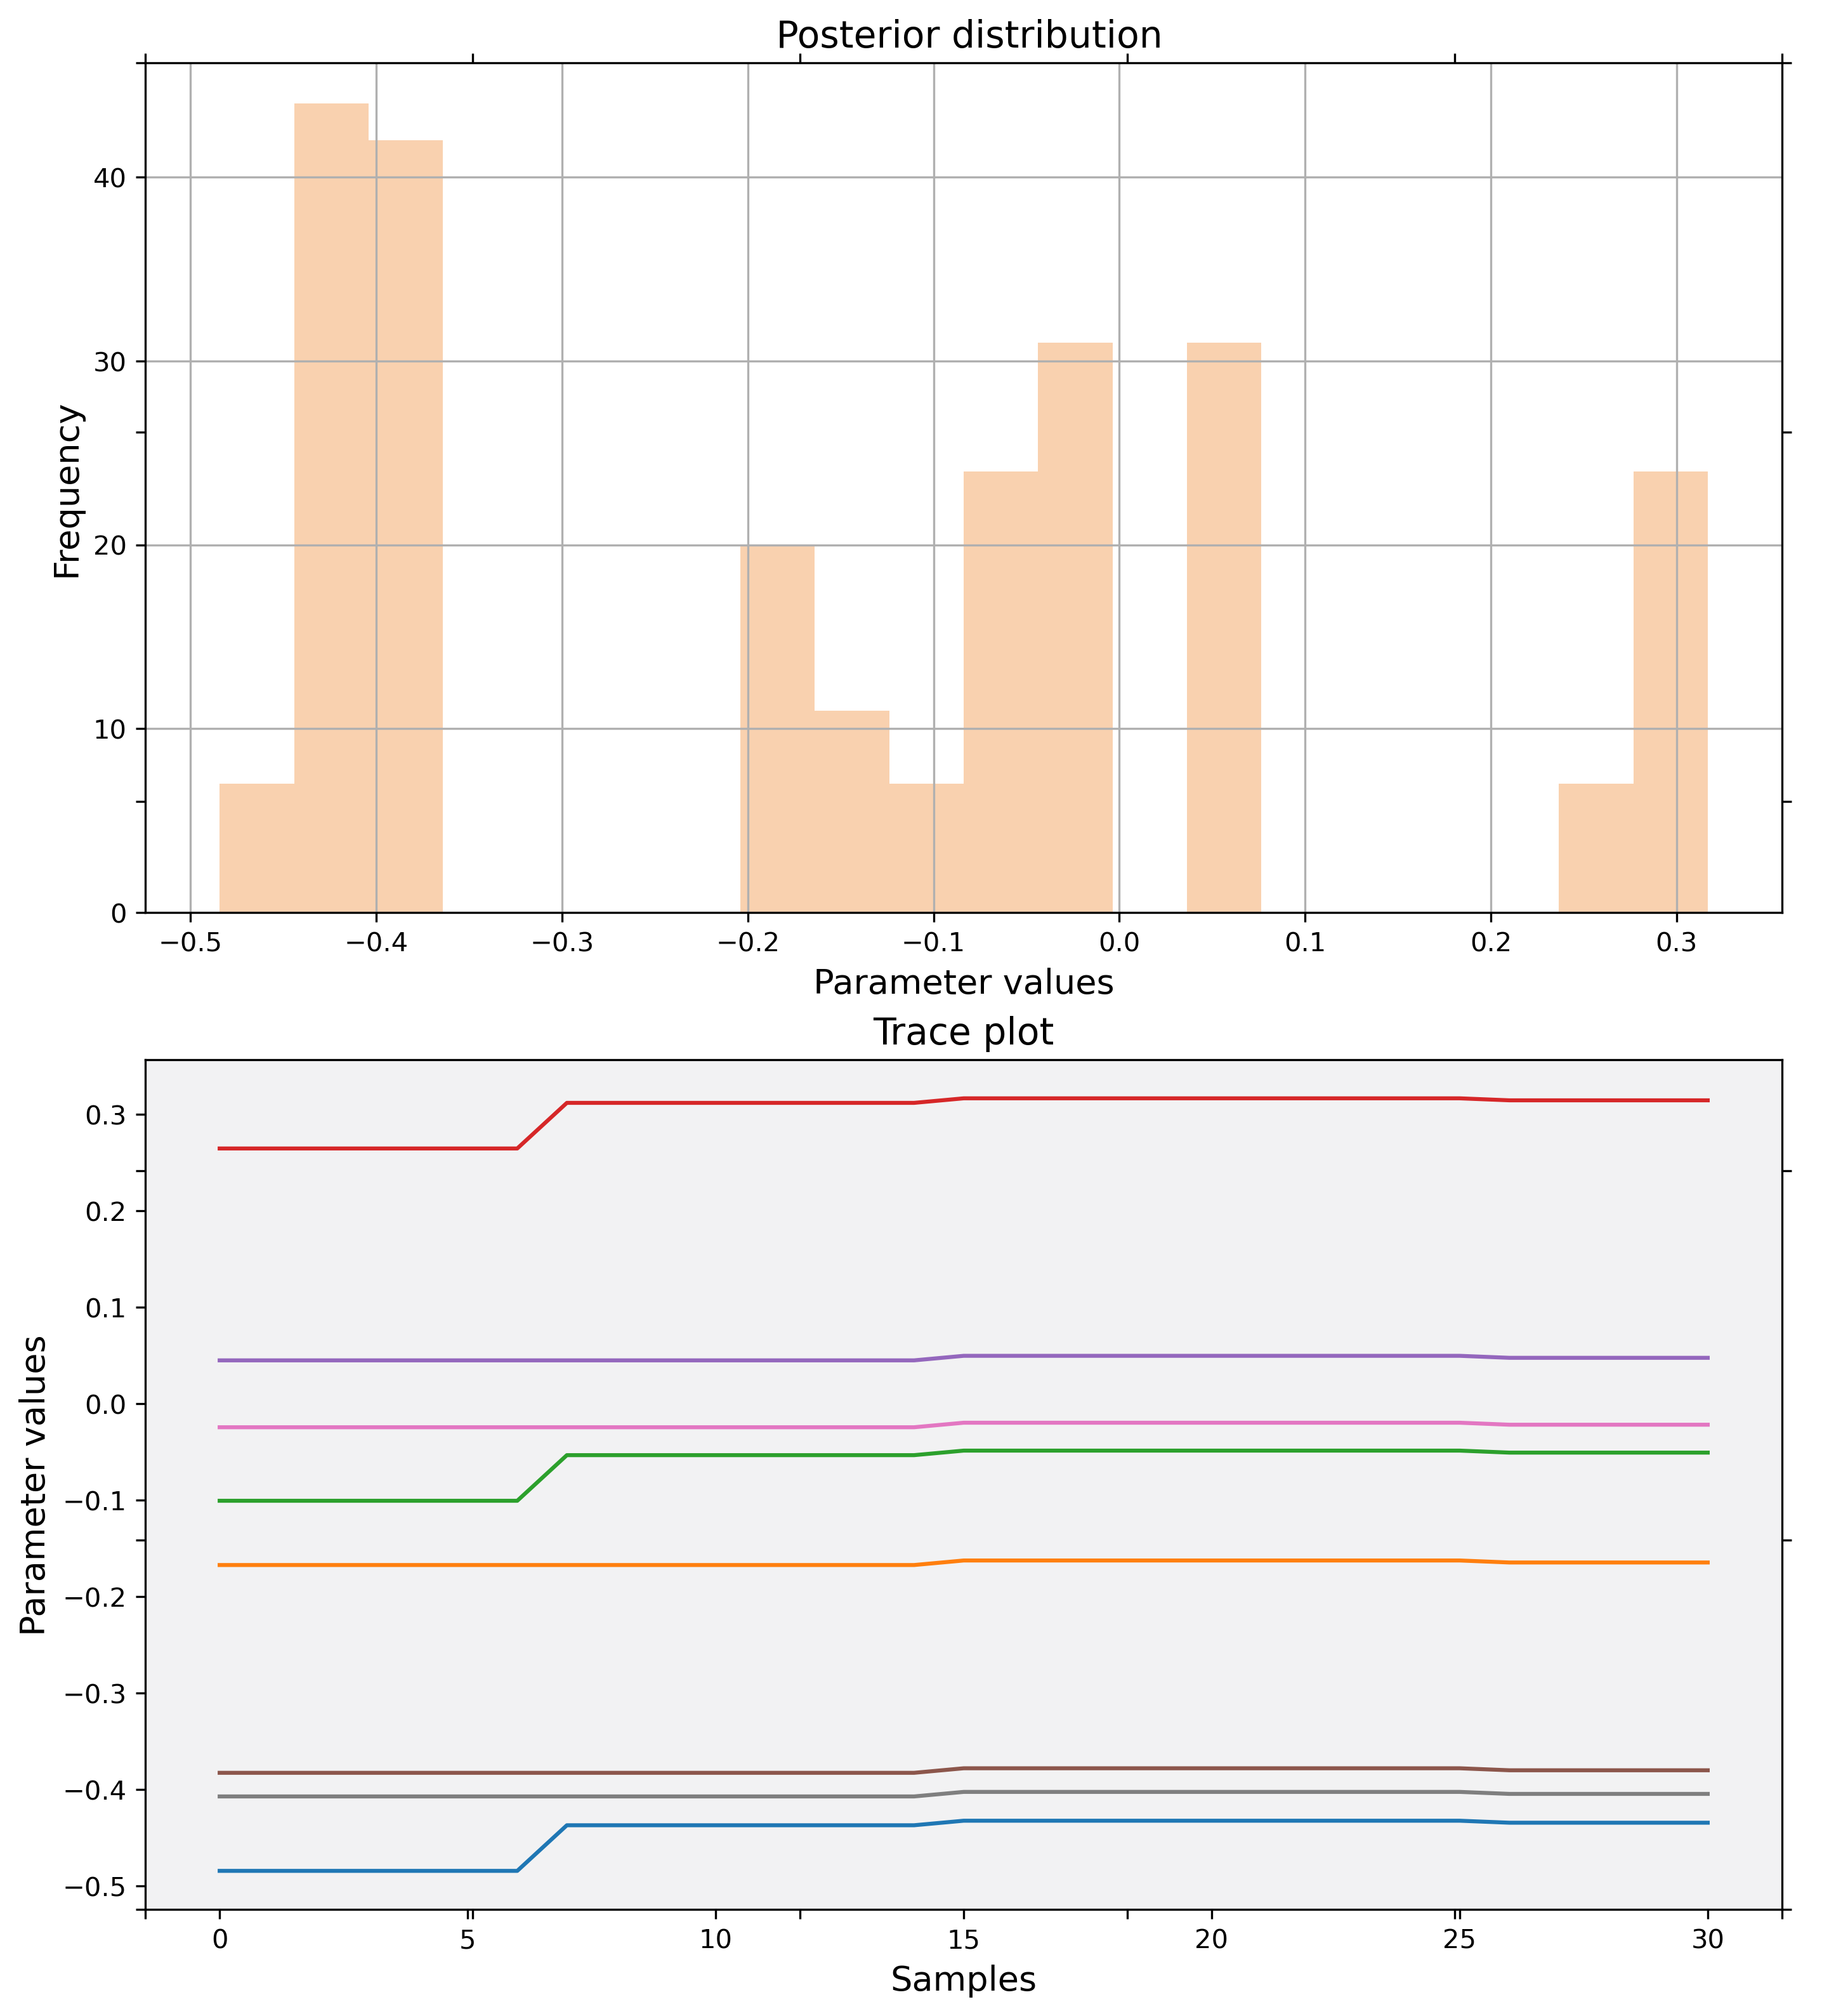 Posterior distribution
40
30
20
10
0
Frequency
−0.5 −0.4 −0.3 −0.2 −0.1 0.0 0.1 0.2 0.3
Parameter values
Trace plot
0.3
0.2
0.1
0.0
−0.1
−0.2
−0.3
−0.4
−0.5
Parameter values
0 5 10 15 20 25 30
Samples